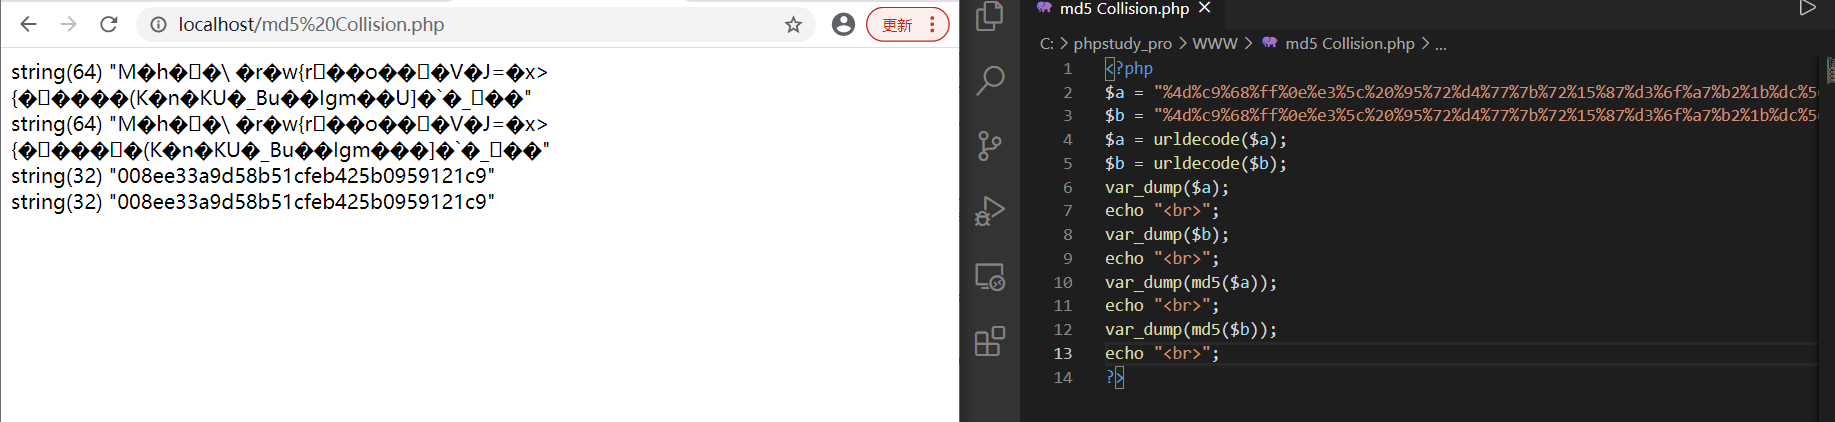 localhost/md5%20Collision.php
更新
string(64) "M�h�▯�\ �r�w{r▯��o��▯�V�J=�x>
{�▯����(K�n�KU�_Bu��Igm��U]�`�_▯��"
string(64) "M�h�▯�\ �r�w{r▯��o��▯�V�J=�x>
{�▯���▯�(K�n�KU�_Bu��Igm���]�`�_▯��"
string(32) "008ee33a9d58b51cfeb425b0959121c9"
string(32) "008ee33a9d58b51cfeb425b0959121c9"
md5 Collision.php
C: > phpstudy_pro > WWW > md5 Collision.php > ...
1 <?php
2 $a = "%4d%c9%68%ff%0e%e3%5c%20%95%72%d4%77%7b%72%15%87%d3%6f%a7%b2%1b%dc%5
3 $b = "%4d%c9%68%ff%0e%e3%5c%20%95%72%d4%77%7b%72%15%87%d3%6f%a7%b2%1b%dc%5
4 $a = urldecode($a);
5 $b = urldecode($b);
6 var_dump($a);
7 echo "<br>";
8 var_dump($b);
9 echo "<br>";
10 var_dump(md5($a));
11 echo "<br>";
12 var_dump(md5($b));
13 echo "<br>";
14 ?>